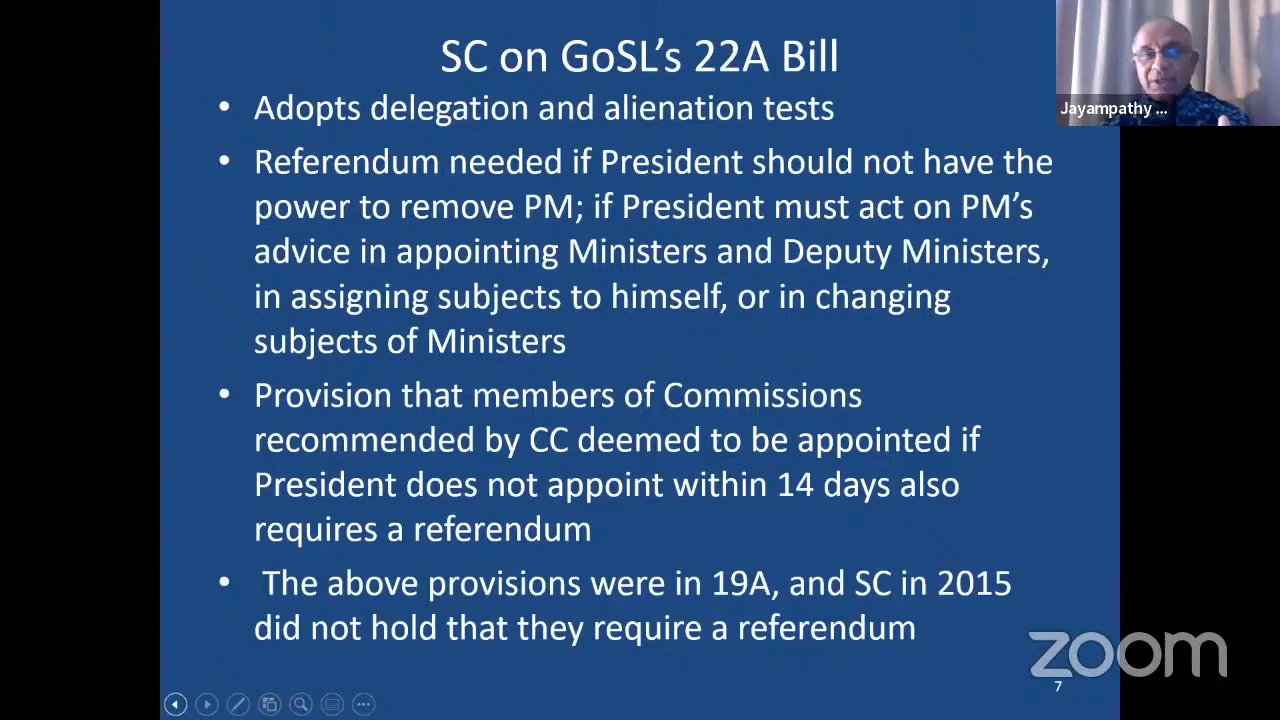 SC on GoSL’s 22A Bill
• Adopts delegation and alienation tests
• Referendum needed if President should not have the
power to remove PM; if President must act on PM’s
advice in appointing Ministers and Deputy Ministers,
in assigning subjects to himself, or in changing
subjects of Ministers
• Provision that members of Commissions
recommended by CC deemed to be appointed if
President does not appoint within 14 days also
requires a referendum
• The above provisions were in 19A, and SC in 2015
did not hold that they require a referendum
Jayampathy ...
zoom
7